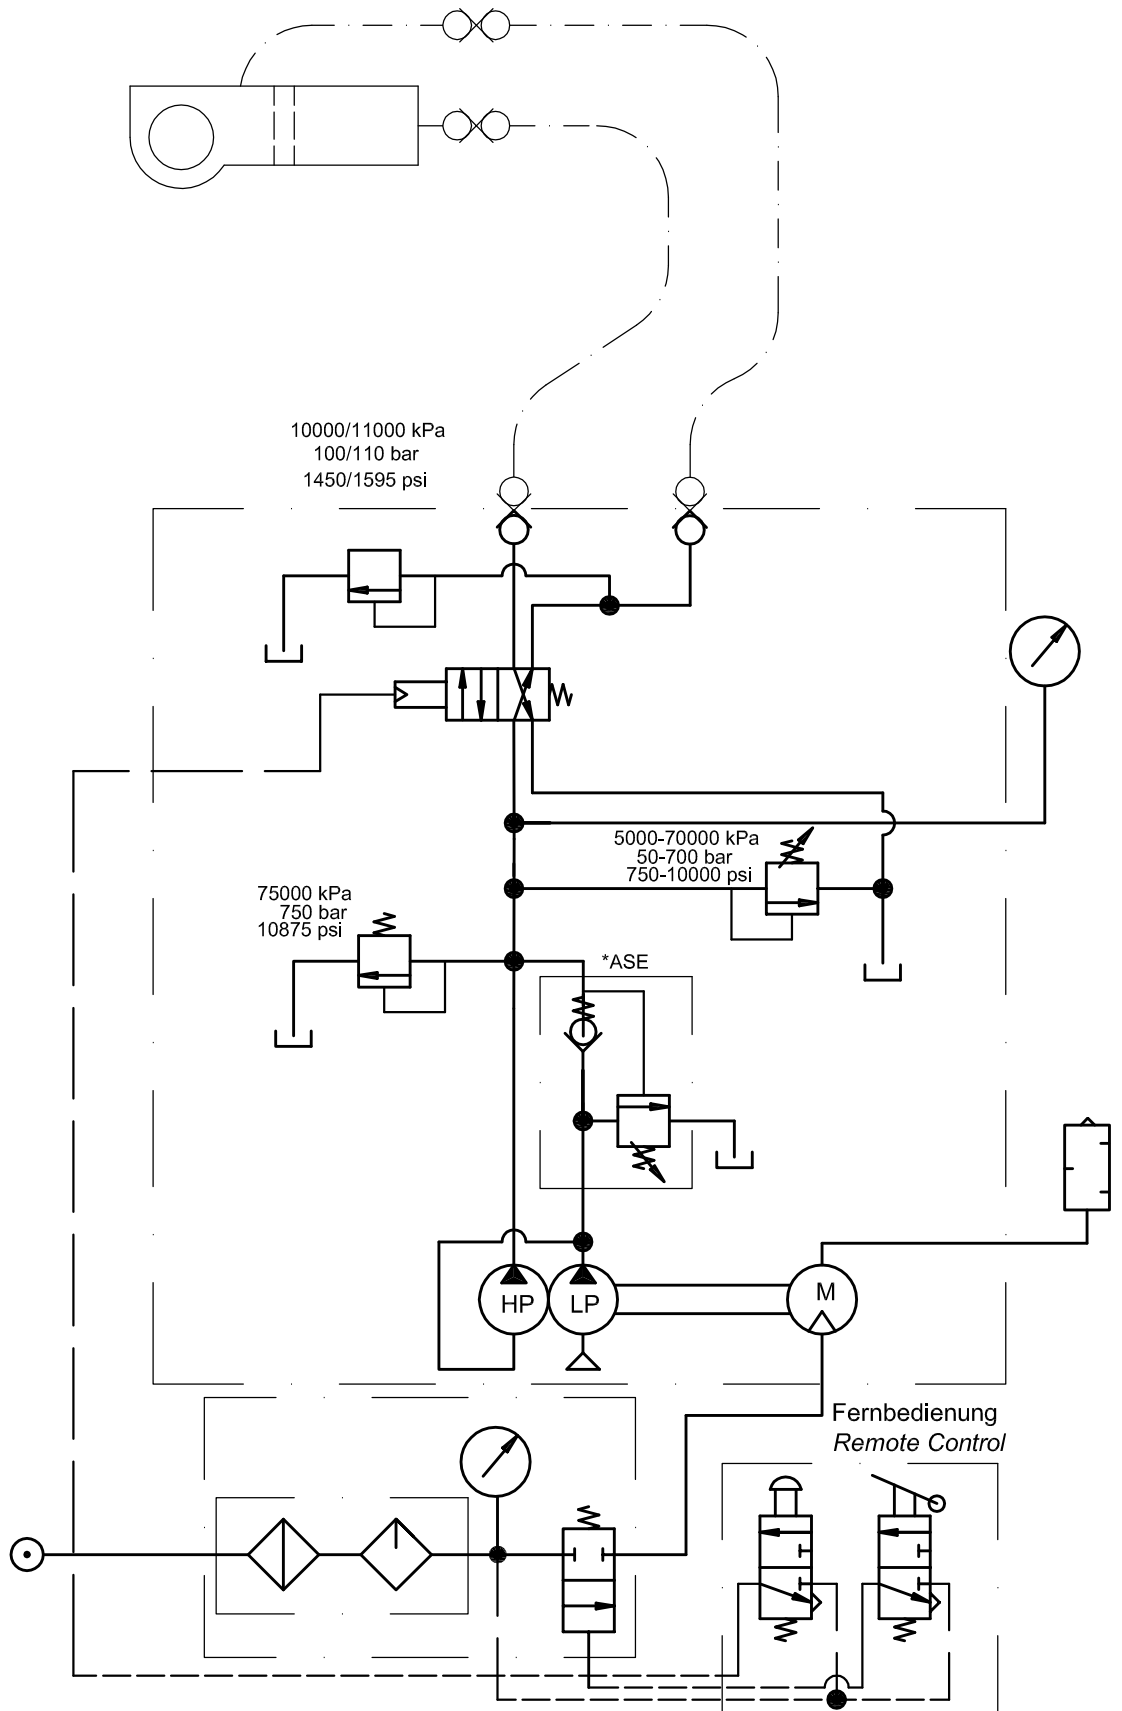 10000/11000 kPa
100/110 bar
1450/1595 psi
5000-70000 kPa
50-700 bar
750-10000 psi
75000 kPa
750 bar
10875 psi
*ASE
HP
LP
M
Fernbedienung
Remote Control